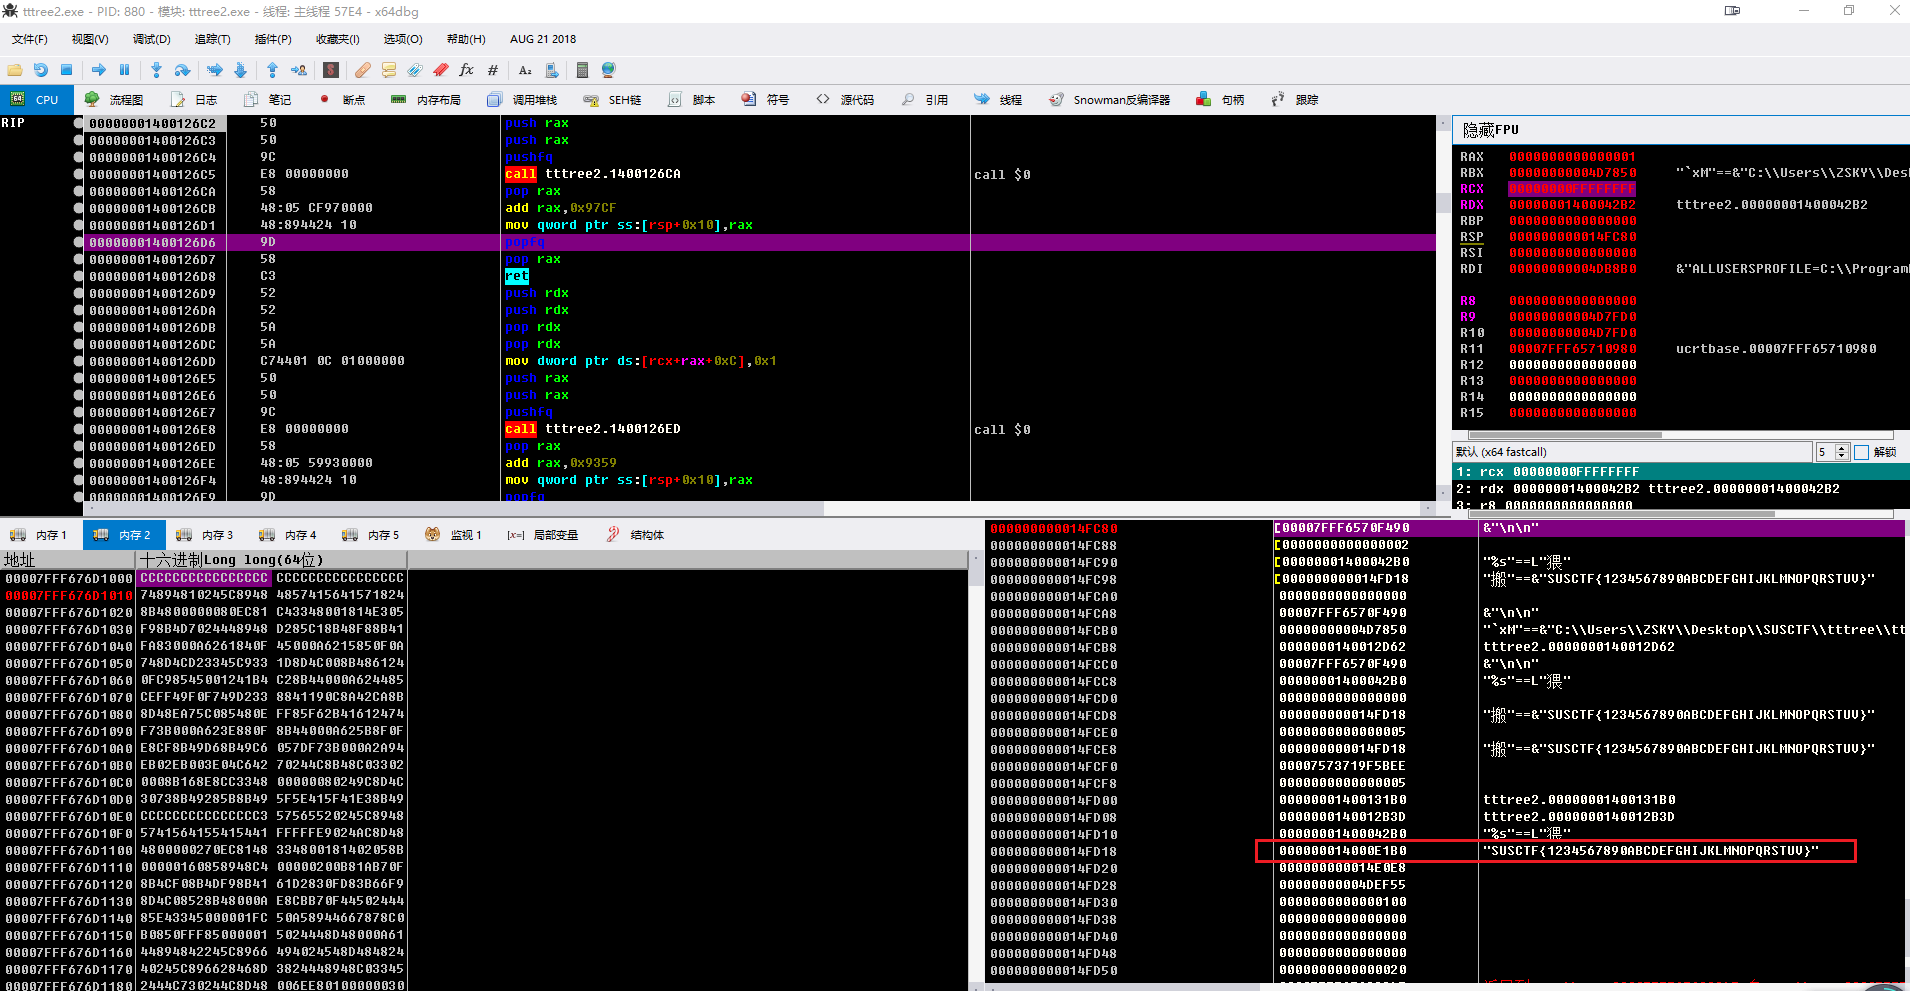 tttree2.exe - PID: 880 - 模块: tttree2.exe - 线程: 主线程 57E4 - x64dbg
文件(F) 视图(V) 调试(D) 追踪(T) 插件(P) 收藏夹(I) 选项(O) 帮助(H) AUG 21 2018
CPU 流程图 日志 笔记 断点 内存布局 调用堆栈 SEH链 脚本 符号 源代码 引用 线程 Snowman反编译器 句柄 跟踪
RIP
00000001400126C2 50 push rax
00000001400126C3 50 push rax
00000001400126C4 9C pushfq
00000001400126C5 E8 00000000 call tttree2.1400126CA call $0
00000001400126CA 58 pop rax
00000001400126CB 48:05 CF970000 add rax,0x97CF
00000001400126D1 48:894424 10 mov qword ptr ss:[rsp+0x10],rax
00000001400126D6 9D popfq
00000001400126D7 58 pop rax
00000001400126D8 C3 ret
00000001400126D9 52 push rdx
00000001400126DA 52 push rdx
00000001400126DB 5A pop rdx
00000001400126DC 5A pop rdx
00000001400126DD C74401 0C 01000000 mov dword ptr ds:[rcx+rax+0xC],0x1
00000001400126E5 50 push rax
00000001400126E6 50 push rax
00000001400126E7 9C pushfq
00000001400126E8 E8 00000000 call tttree2.1400126ED call $0
00000001400126ED 58 pop rax
00000001400126EE 48:05 59930000 add rax,0x9359
00000001400126F4 48:894424 10 mov qword ptr ss:[rsp+0x10],rax
00000001400126F9 9D popfq
隐藏FPU
RAX 0000000000000001
RBX 00000000004D7850 "`xM"==&"C:\\Users\\ZSKY\\Des
RCX 00000000FFFFFFFF
RDX 00000001400042B2 tttree2.00000001400042B2
RBP 0000000000000000
RSP 000000000014FC80
RSI 0000000000000000
RDI 00000000004DB8B0 &"ALLUSERSPROFILE=C:\\Program
R8 0000000000000000
R9 00000000004D7FD0
R10 00000000004D7FD0
R11 00007FFF65710980 ucrtbase.00007FFF65710980
R12 0000000000000000
R13 0000000000000000
R14 0000000000000000
R15 0000000000000000
默认 (x64 fastcall) 5 解锁
1: rcx 00000000FFFFFFFF
2: rdx 00000001400042B2 tttree2.00000001400042B2
3: r8 0000000000000000
内存 1 内存 2 内存 3 内存 4 内存 5 监视 1 [x=] 局部变量 结构体
地址 十六进制Long long(64位)
00007FFF676D1000 CCCCCCCCCCCCCCCC CCCCCCCCCCCCCCCC
00007FFF676D1010 74894810245C8948 4857415641571824
00007FFF676D1020 8B4800000080EC81 C43348001814E305
00007FFF676D1030 F98B4D7024448948 D285C18B48F88B41
00007FFF676D1040 FA83000A6261840F 45000A6215850F0A
00007FFF676D1050 748D4CD23345C933 1D8D4C008B486124
00007FFF676D1060 0FC98545001241B4 C28B44000A624485
00007FFF676D1070 CEFF49F0F749D233 8841190C8A42CA8B
00007FFF676D1080 8D48EA75C085480E FF85F62B41612474
00007FFF676D1090 F73B000A623E880F 8B44000A625B8F0F
00007FFF676D10A0 E8CF8B49D68B49C6 057DF73B000A2A94
00007FFF676D10B0 EB02EB003E04C642 70244C8B48C03302
00007FFF676D10C0 0008B168E8CC3348 00000080249C8D4C
00007FFF676D10D0 30738B49285B8B49 5F5E415F41E38B49
00007FFF676D10E0 CCCCCCCCCCCCCCC3 57565520245C8948
00007FFF676D10F0 5741564155415441 FFFFFE9024AC8D48
00007FFF676D1100 4800000270EC8148 334800181402058B
00007FFF676D1110 00000160858948C4 00000200B81AB70F
00007FFF676D1120 8B4CF08B4DF98B41 61D2830FD83B66F9
00007FFF676D1130 8D4C08528B48000A E8CBB70F44502444
00007FFF676D1140 85E43345000001FC 50A58944667878C0
00007FFF676D1150 B0850FFF85000001 5024448D48000A61
00007FFF676D1160 44894842245C8966 494024548D484824
00007FFF676D1170 40245C896628468D 3824448948C03345
00007FFF676D1180 2444C730244C8D48 006EE80100000030
000000000014FC80 00007FFF6570F490 &"\n\n"
000000000014FC88 0000000000000002
000000000014FC90 00000001400042B0 "%s"==L"猥"
000000000014FC98 000000000014FD18 "搬"==&"SUSCTF{1234567890ABCDEFGHIJKLMNOPQRSTUV}"
000000000014FCA0 0000000000000000
000000000014FCA8 00007FFF6570F490 &"\n\n"
000000000014FCB0 00000000004D7850 "`xM"==&"C:\\Users\\ZSKY\\Desktop\\SUSCTF\\tttree\\tt
000000000014FCB8 0000000140012D62 tttree2.0000000140012D62
000000000014FCC0 00007FFF6570F490 &"\n\n"
000000000014FCC8 00000001400042B0 "%s"==L"猥"
000000000014FCD0 0000000000000000
000000000014FCD8 000000000014FD18 "搬"==&"SUSCTF{1234567890ABCDEFGHIJKLMNOPQRSTUV}"
000000000014FCE0 0000000000000005
000000000014FCE8 000000000014FD18 "搬"==&"SUSCTF{1234567890ABCDEFGHIJKLMNOPQRSTUV}"
000000000014FCF0 00007573719F5BEE
000000000014FCF8 0000000000000005
000000000014FD00 00000001400131B0 tttree2.00000001400131B0
000000000014FD08 0000000140012B3D tttree2.0000000140012B3D
000000000014FD10 00000001400042B0 "%s"==L"猥"
000000000014FD18 000000014000E1B0 "SUSCTF{1234567890ABCDEFGHIJKLMNOPQRSTUV}"
000000000014FD20 000000000014E0E8
000000000014FD28 00000000004DEF55
000000000014FD30 0000000000000100
000000000014FD38 0000000000000000
000000000014FD40 0000000000000000
000000000014FD48 0000000000000000
000000000014FD50 0000000000000020